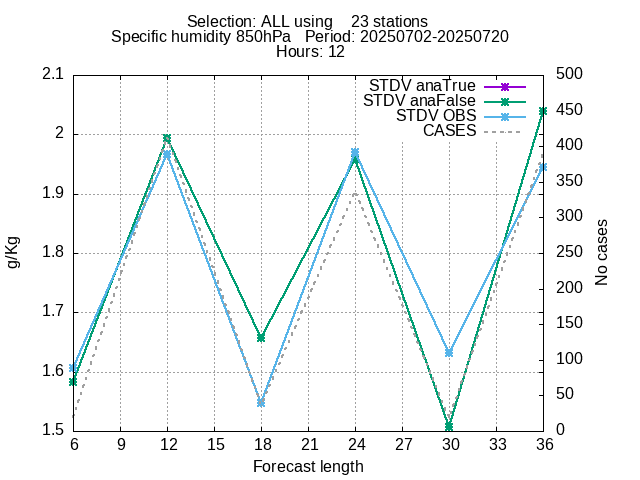 Selection: ALL using    23 stations
Specific humidity 850hPa   Period: 20250702-20250720
Hours: 12
STDV anaTrue
STDV anaFalse
STDV OBS
CASES
2.1
2
1.9
1.8
1.7
1.6
1.5
g/Kg
500
450
400
350
300
250
200
150
100
50
0
No cases
6 9 12 15 18 21 24 27 30 33 36
Forecast length